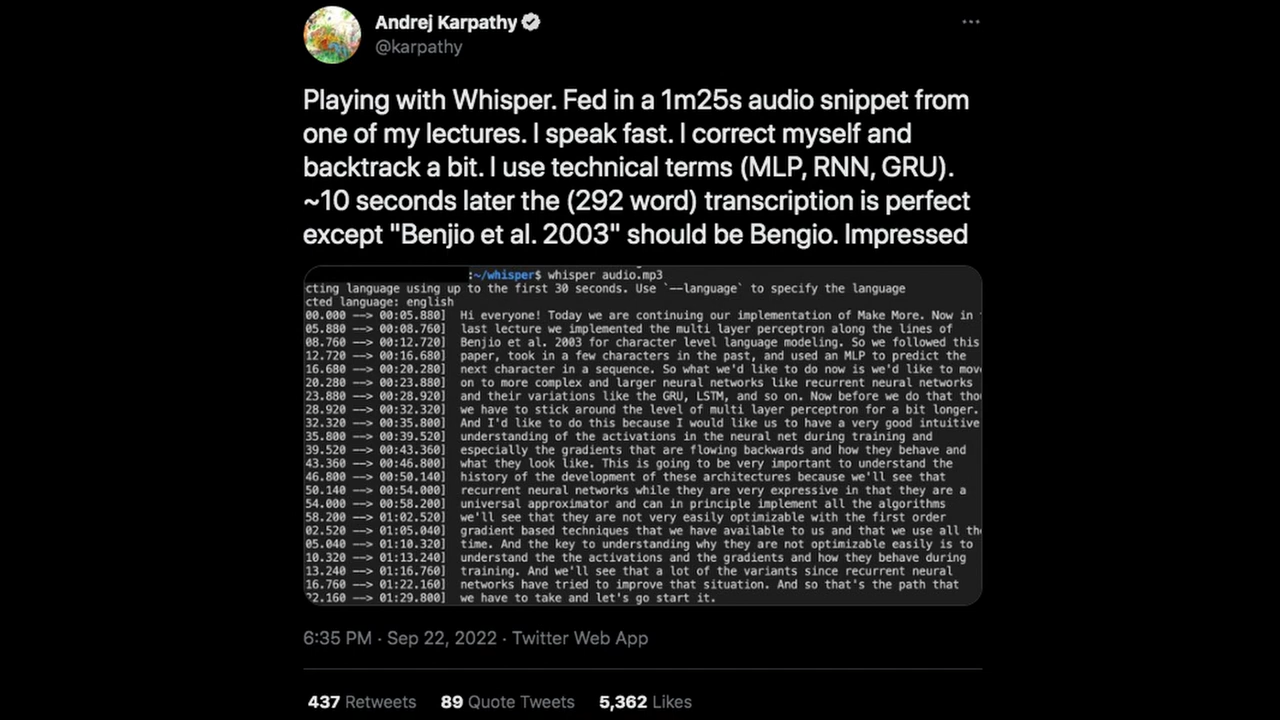 Andrej Karpathy
@karpathy
Playing with Whisper. Fed in a 1m25s audio snippet from
one of my lectures. I speak fast. I correct myself and
backtrack a bit. I use technical terms (MLP, RNN, GRU).
~10 seconds later the (292 word) transcription is perfect
except "Benjio et al. 2003" should be Bengio. Impressed
:~/whisper$ whisper audio.mp3
cting language using up to the first 30 seconds. Use `--language` to specify the language
cted language: english
00.000 --> 00:05.880] Hi everyone! Today we are continuing our implementation of Make More. Now in
05.880 --> 00:08.760] last lecture we implemented the multi layer perceptron along the lines of
08.760 --> 00:12.720] Benjio et al. 2003 for character level language modeling. So we followed this
12.720 --> 00:16.680] paper, took in a few characters in the past, and used an MLP to predict the
16.680 --> 00:20.280] next character in a sequence. So what we'd like to do now is we'd like to mov
20.280 --> 00:23.880] on to more complex and larger neural networks like recurrent neural networks
23.880 --> 00:28.920] and their variations like the GRU, LSTM, and so on. Now before we do that tho
28.920 --> 00:32.320] we have to stick around the level of multi layer perceptron for a bit longer.
32.320 --> 00:35.800] And I'd like to do this because I would like us to have a very good intuitive
35.800 --> 00:39.520] understanding of the activations in the neural net during training and
39.520 --> 00:43.360] especially the gradients that are flowing backwards and how they behave and
43.360 --> 00:46.800] what they look like. This is going to be very important to understand the
46.800 --> 00:50.140] history of the development of these architectures because we'll see that
50.140 --> 00:54.000] recurrent neural networks while they are very expressive in that they are a
54.000 --> 00:58.200] universal approximator and can in principle implement all the algorithms
58.200 --> 01:02.520] we'll see that they are not very easily optimizable with the first order
02.520 --> 01:05.040] gradient based techniques that we have available to us and that we use all th
05.040 --> 01:10.320] time. And the key to understanding why they are not optimizable easily is to
10.320 --> 01:13.240] understand the the activations and the gradients and how they behave during
13.240 --> 01:16.760] training. And we'll see that a lot of the variants since recurrent neural
16.760 --> 01:22.160] networks have tried to improve that situation. And so that's the path that
22.160 --> 01:29.800] we have to take and let's go start it.
6:35 PM · Sep 22, 2022 · Twitter Web App
437 Retweets 89 Quote Tweets 5,362 Likes